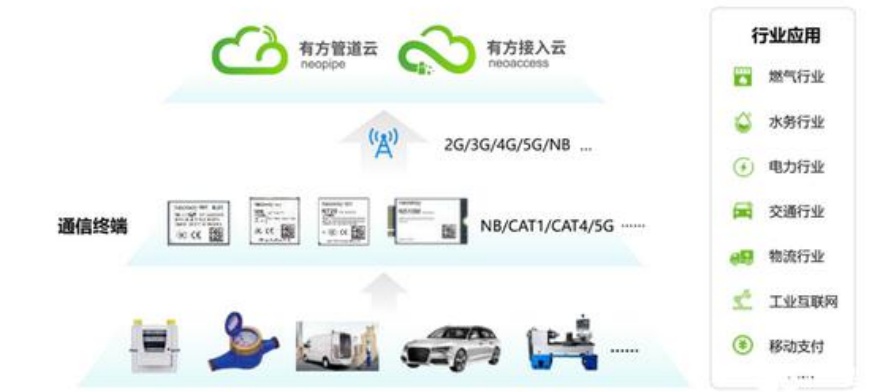 有方管道云
neopipe
有方接入云
neoaccess
2G/3G/4G/5G/NB ...
通信终端
NB/CAT1/CAT4/5G ......
......
行业应用
燃气行业
水务行业
电力行业
交通行业
物流行业
工业互联网
移动支付